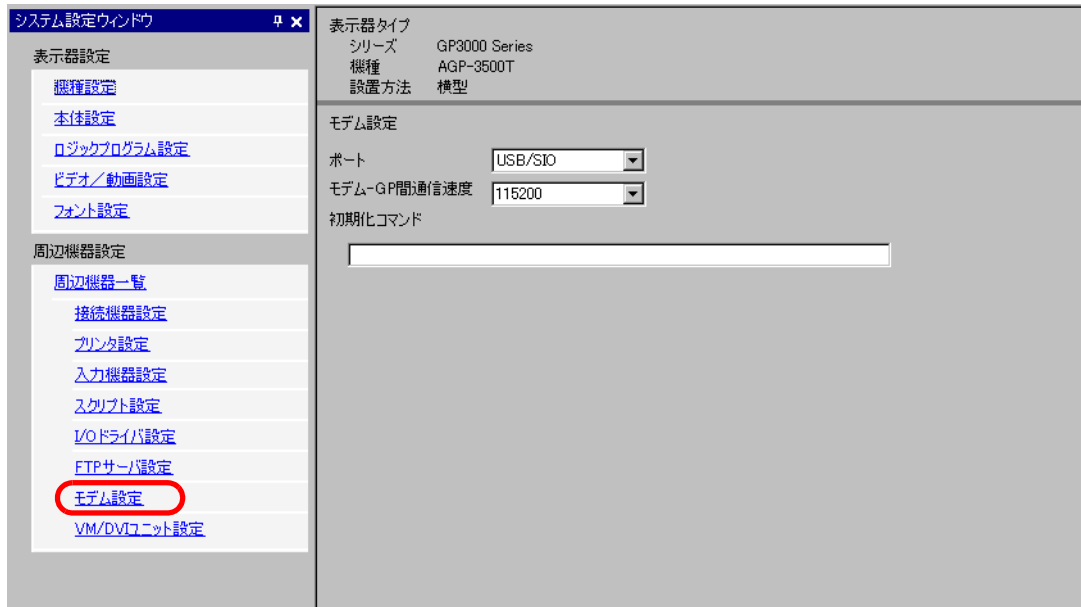 システム設定ウィンドウ
表示器設定
機種設定
本体設定
ロジックプログラム設定
ビデオ／動画設定
フォント設定
周辺機器設定
周辺機器一覧
接続機器設定
プリンタ設定
入力機器設定
スクリプト設定
I/Oドライバ設定
FTPサーバ設定
モデム設定
VM/DVIユニット設定
表示器タイプ
シリーズ GP3000 Series
機種 AGP-3500T
設置方法 横型
モデム設定
ポート USB/SIO
モデム-GP間通信速度 115200
初期化コマンド